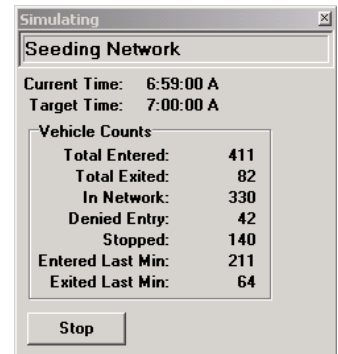 Simulating
Seeding Network
Current Time: 6:59:00 A
Target Time: 7:00:00 A
Vehicle Counts
Total Entered: 411
Total Exited: 82
In Network: 330
Denied Entry: 42
Stopped: 140
Entered Last Min: 211
Exited Last Min: 64
Stop